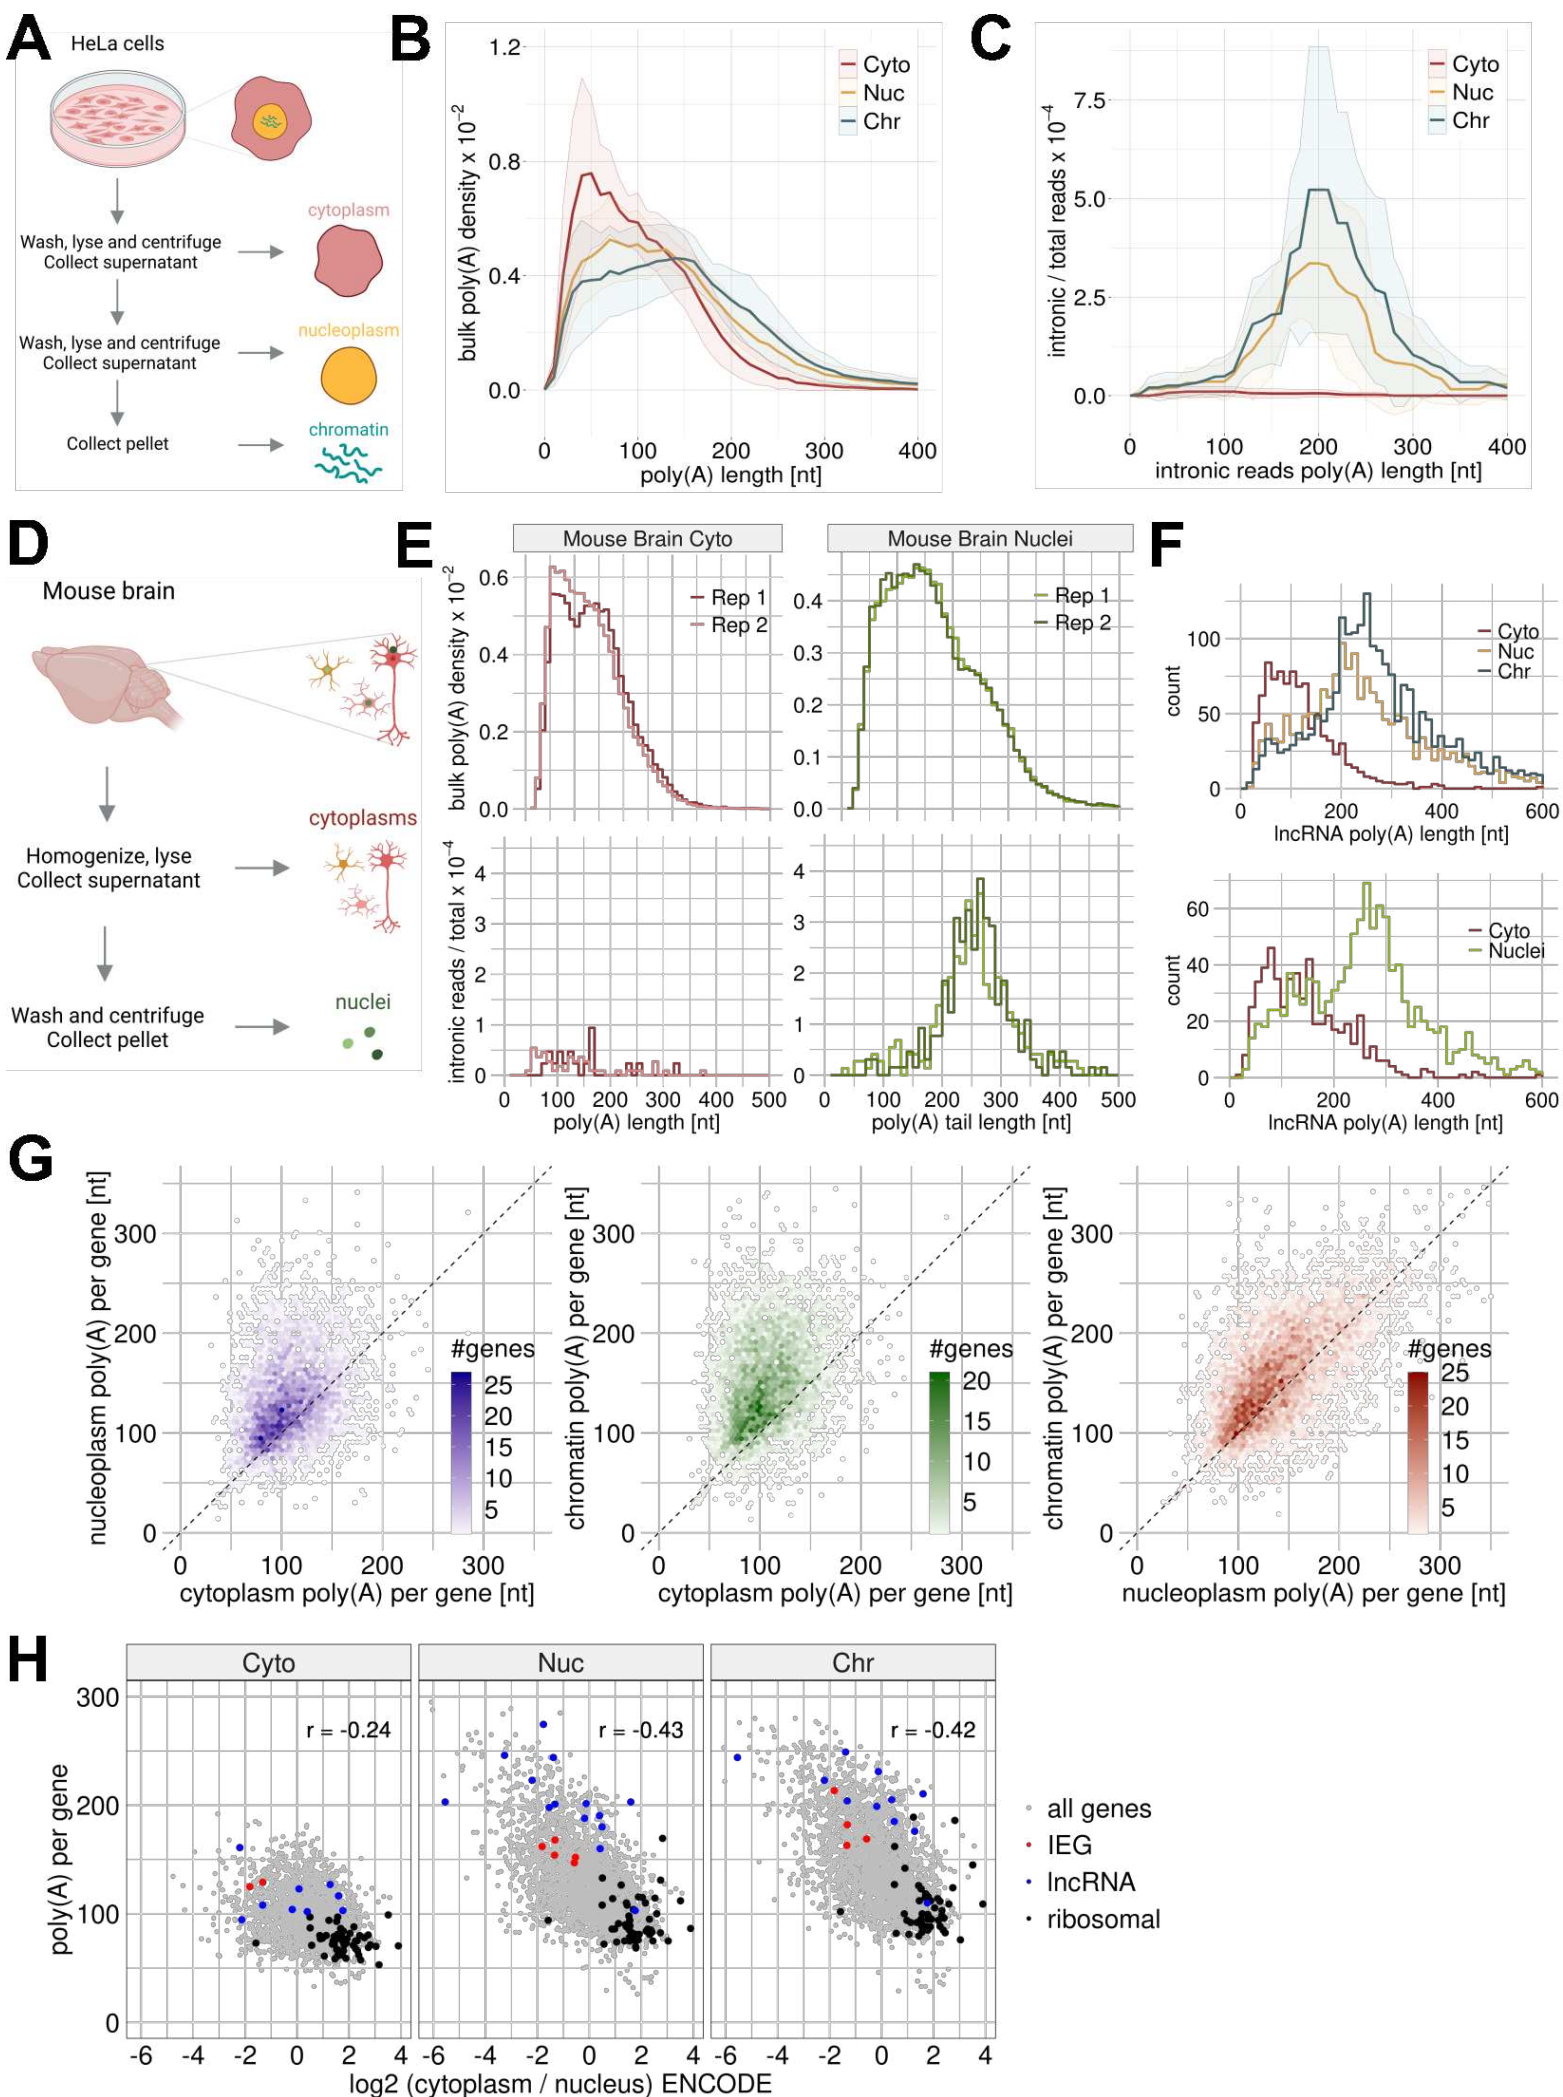 A
HeLa cells
Wash, lyse and centrifuge
Collect supernatant
cytoplasm
Wash, lyse and centrifuge
Collect supernatant
nucleoplasm
Collect pellet
chromatin
B
bulk poly(A) density x 10−2
1.2
0.8
0.4
0.0
Cyto
Nuc
Chr
0 100 200 300 400
poly(A) length [nt]
C
intronic / total reads x 10−4
7.5
5.0
2.5
0.0
Cyto
Nuc
Chr
0 100 200 300 400
intronic reads poly(A) length [nt]
D
Mouse brain
Homogenize, lyse
Collect supernatant
cytoplasms
Wash and centrifuge
Collect pellet
nuclei
E
Mouse Brain Cyto
bulk poly(A) density x 10−2
0.6
0.4
0.2
0.0
Rep 1
Rep 2
Mouse Brain Nuclei
0.4
0.3
0.2
0.1
0.0
Rep 1
Rep 2
intronic reads / total x 10−4
4
3
2
1
0
0 100 200 300 400 500
poly(A) length [nt]
4
3
2
1
0
0 100 200 300 400 500
poly(A) tail length [nt]
F
count
100
50
0
Cyto
Nuc
Chr
0 200 400 600
lncRNA poly(A) length [nt]
count
60
40
20
0
Cyto
Nuclei
0 200 400 600
lncRNA poly(A) length [nt]
G
nucleoplasm poly(A) per gene [nt]
300
200
100
0
#genes
25
20
15
10
5
0 100 200 300
cytoplasm poly(A) per gene [nt]
chromatin poly(A) per gene [nt]
300
200
100
0
#genes
20
15
10
5
0 100 200 300
cytoplasm poly(A) per gene [nt]
chromatin poly(A) per gene [nt]
300
200
100
0
#genes
25
20
15
10
5
0 100 200 300
nucleoplasm poly(A) per gene [nt]
H
Cyto
Nuc
Chr
poly(A) per gene
300
200
100
0
r = -0.24
r = -0.43
r = -0.42
all genes
IEG
lncRNA
ribosomal
-6 -4 -2 0 2 4
-6 -4 -2 0 2 4
-6 -4 -2 0 2 4
log2 (cytoplasm / nucleus) ENCODE